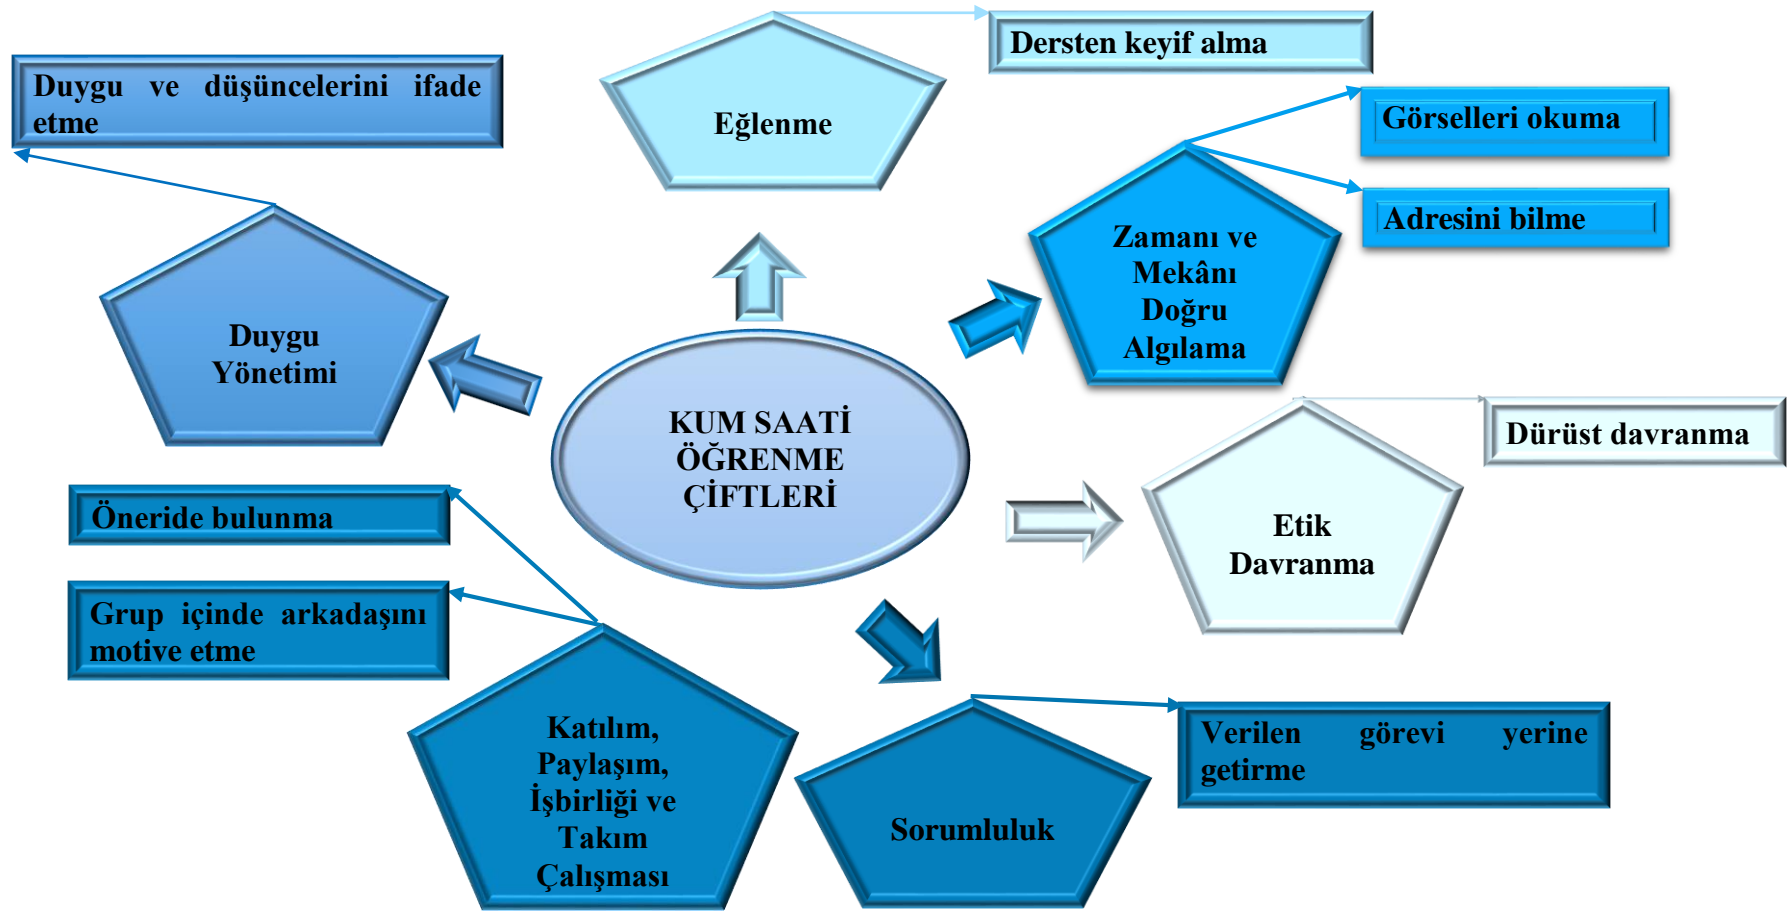 Dersten keyif alma
Duygu ve düşüncelerini ifade
etme
Eğlenme
Görselleri okuma
Adresini bilme
Zamanı ve
Mekânı
Doğru
Algılama
Duygu
Yönetimi
KUM SAATİ
ÖĞRENME
ÇİFTLERİ
Dürüst davranma
Etik
Davranma
Öneride bulunma
Grup içinde arkadaşını
motive etme
Katılım,
Paylaşım,
İşbirliği ve
Takım
Çalışması
Sorumluluk
Verilen görevi yerine
getirme